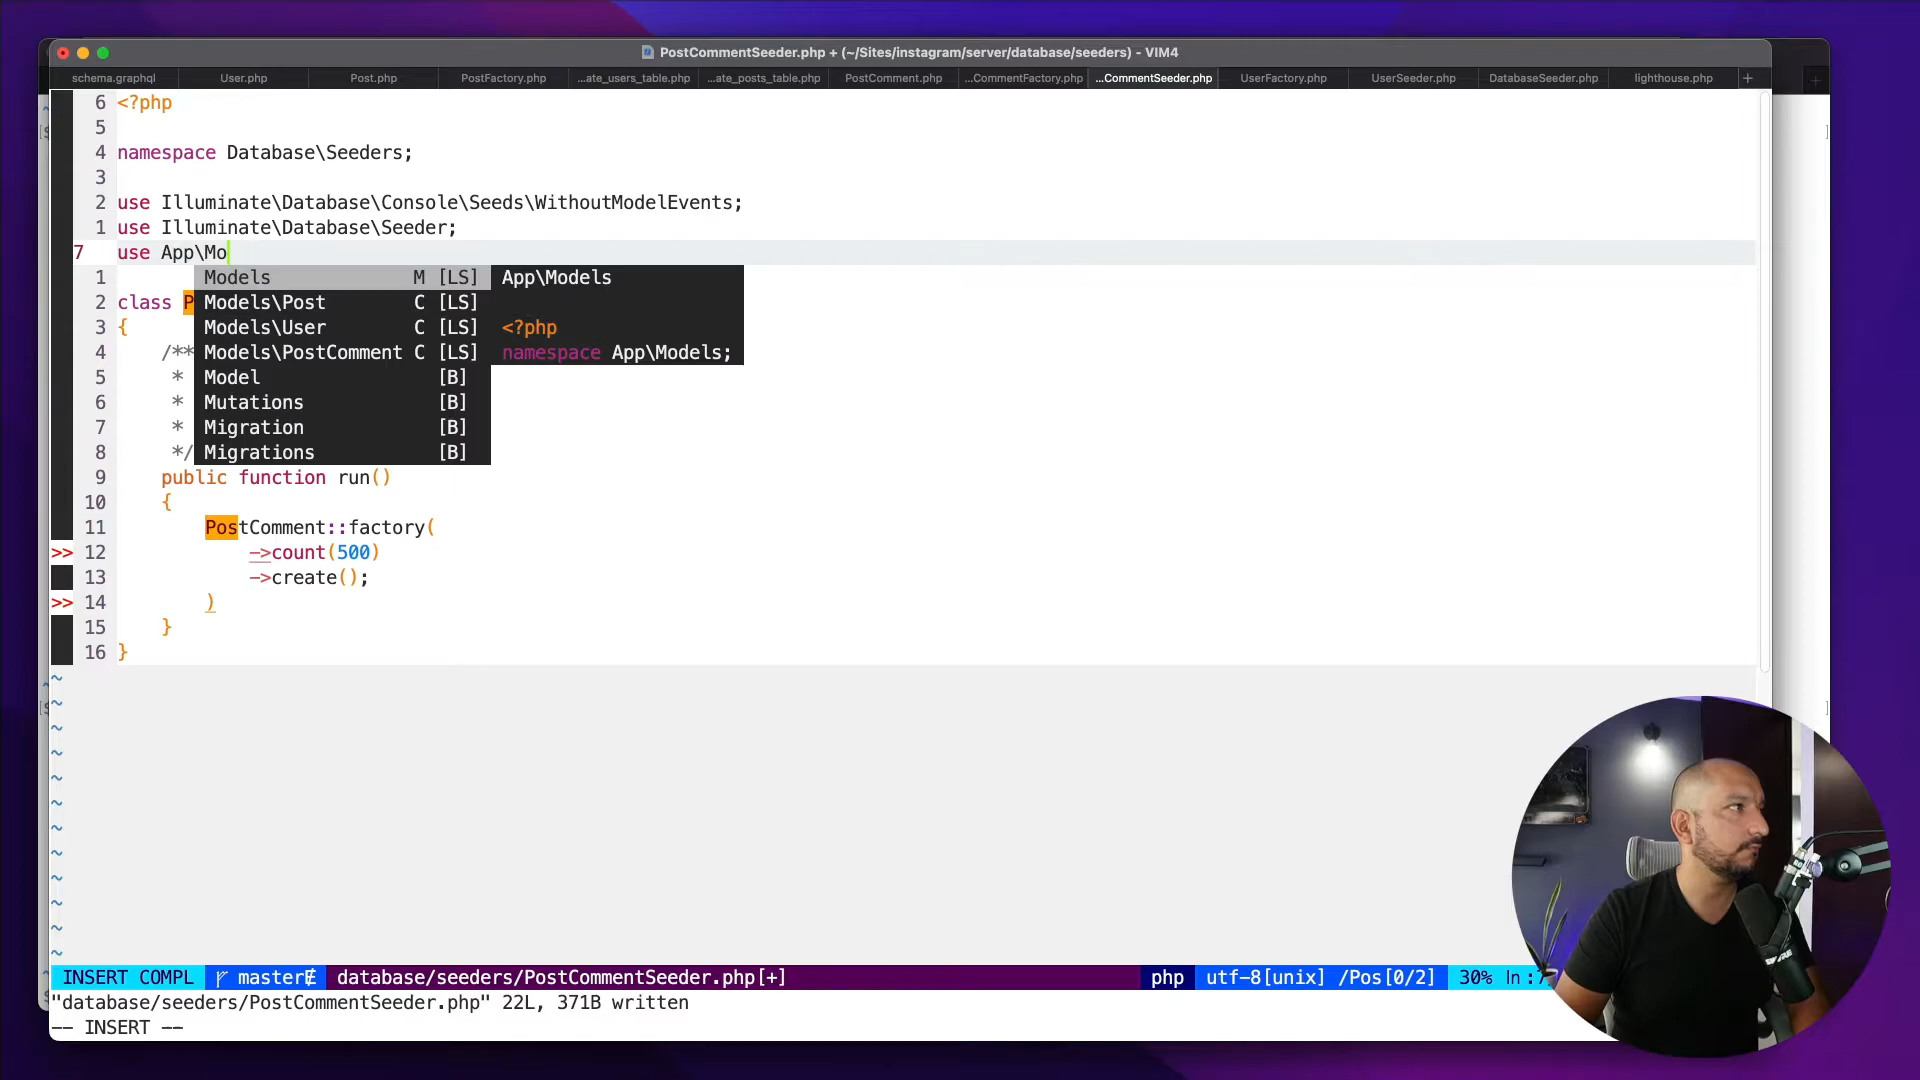 PostCommentSeeder.php + (~/Sites/instagram/server/database/seeders) - VIM4
schema.graphql User.php Post.php PostFactory.php ...ate_users_table.php ...ate_posts_table.php PostComment.php ...CommentFactory.php ...CommentSeeder.php UserFactory.php UserSeeder.php DatabaseSeeder.php lighthouse.php +
6 <?php
5
4 namespace Database\Seeders;
3
2 use Illuminate\Database\Console\Seeds\WithoutModelEvents;
1 use Illuminate\Database\Seeder;
7 use App\Mo
1 Models M [LS] App\Models
2 class P Models\Post C [LS]
3 { Models\User C [LS] <?php
4 /** Models\PostComment C [LS] namespace App\Models;
5 * Model [B]
6 * Mutations [B]
7 * Migration [B]
8 */ Migrations [B]
9 public function run()
10 {
11 PostComment::factory(
>> 12 ->count(500)
13 ->create();
>> 14 )
15 }
16 }
~
~
~
~
~
~
~
~
~
~
~
~
INSERT COMPL master database/seeders/PostCommentSeeder.php[+] php utf-8[unix] /Pos[0/2] 30% ln:7
"database/seeders/PostCommentSeeder.php" 22L, 371B written
-- INSERT --